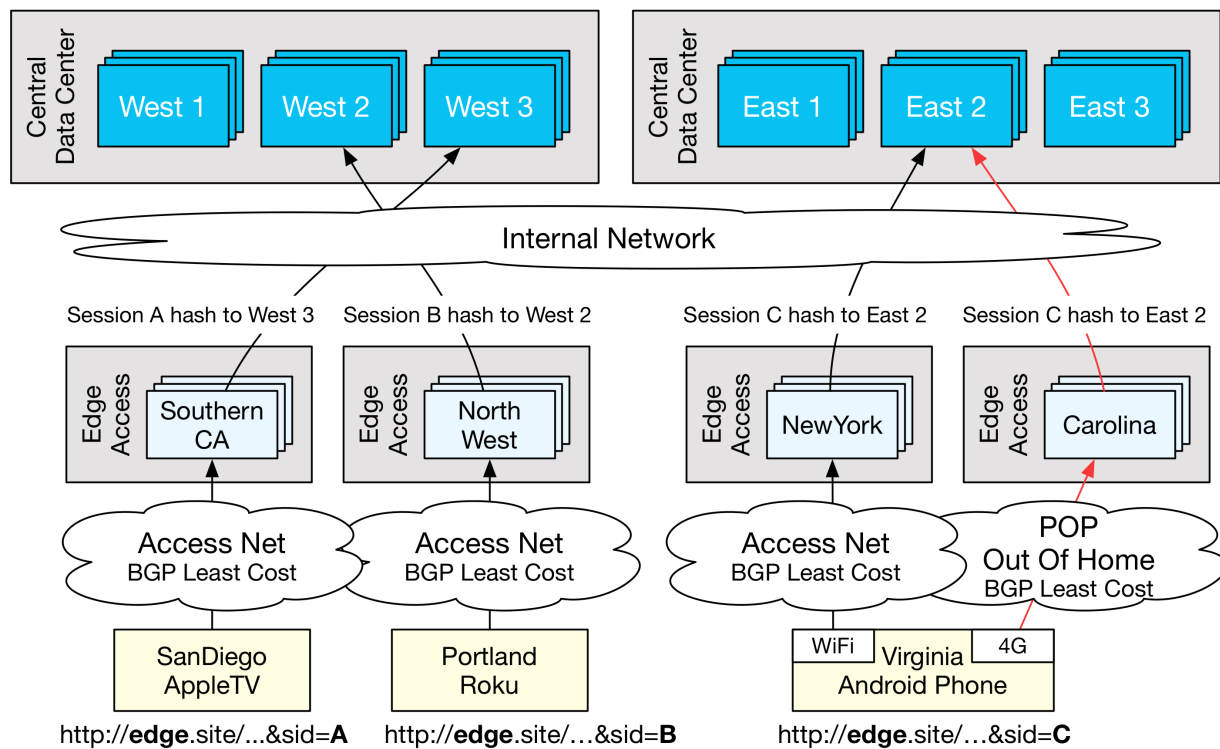 Central
Data Center
West 1
West 2
West 3
Central
Data Center
East 1
East 2
East 3
Internal Network
Session A hash to West 3
Session B hash to West 2
Session C hash to East 2
Session C hash to East 2
Edge
Access
Southern
CA
Edge
Access
North
West
Edge
Access
NewYork
Edge
Access
Carolina
Access Net
BGP Least Cost
Access Net
BGP Least Cost
Access Net
BGP Least Cost
POP
Out Of Home
BGP Least Cost
SanDiego
AppleTV
Portland
Roku
WiFi
4G
Virginia
Android Phone
http://edge.site/...&sid=A
http://edge.site/...&sid=B
http://edge.site/...&sid=C